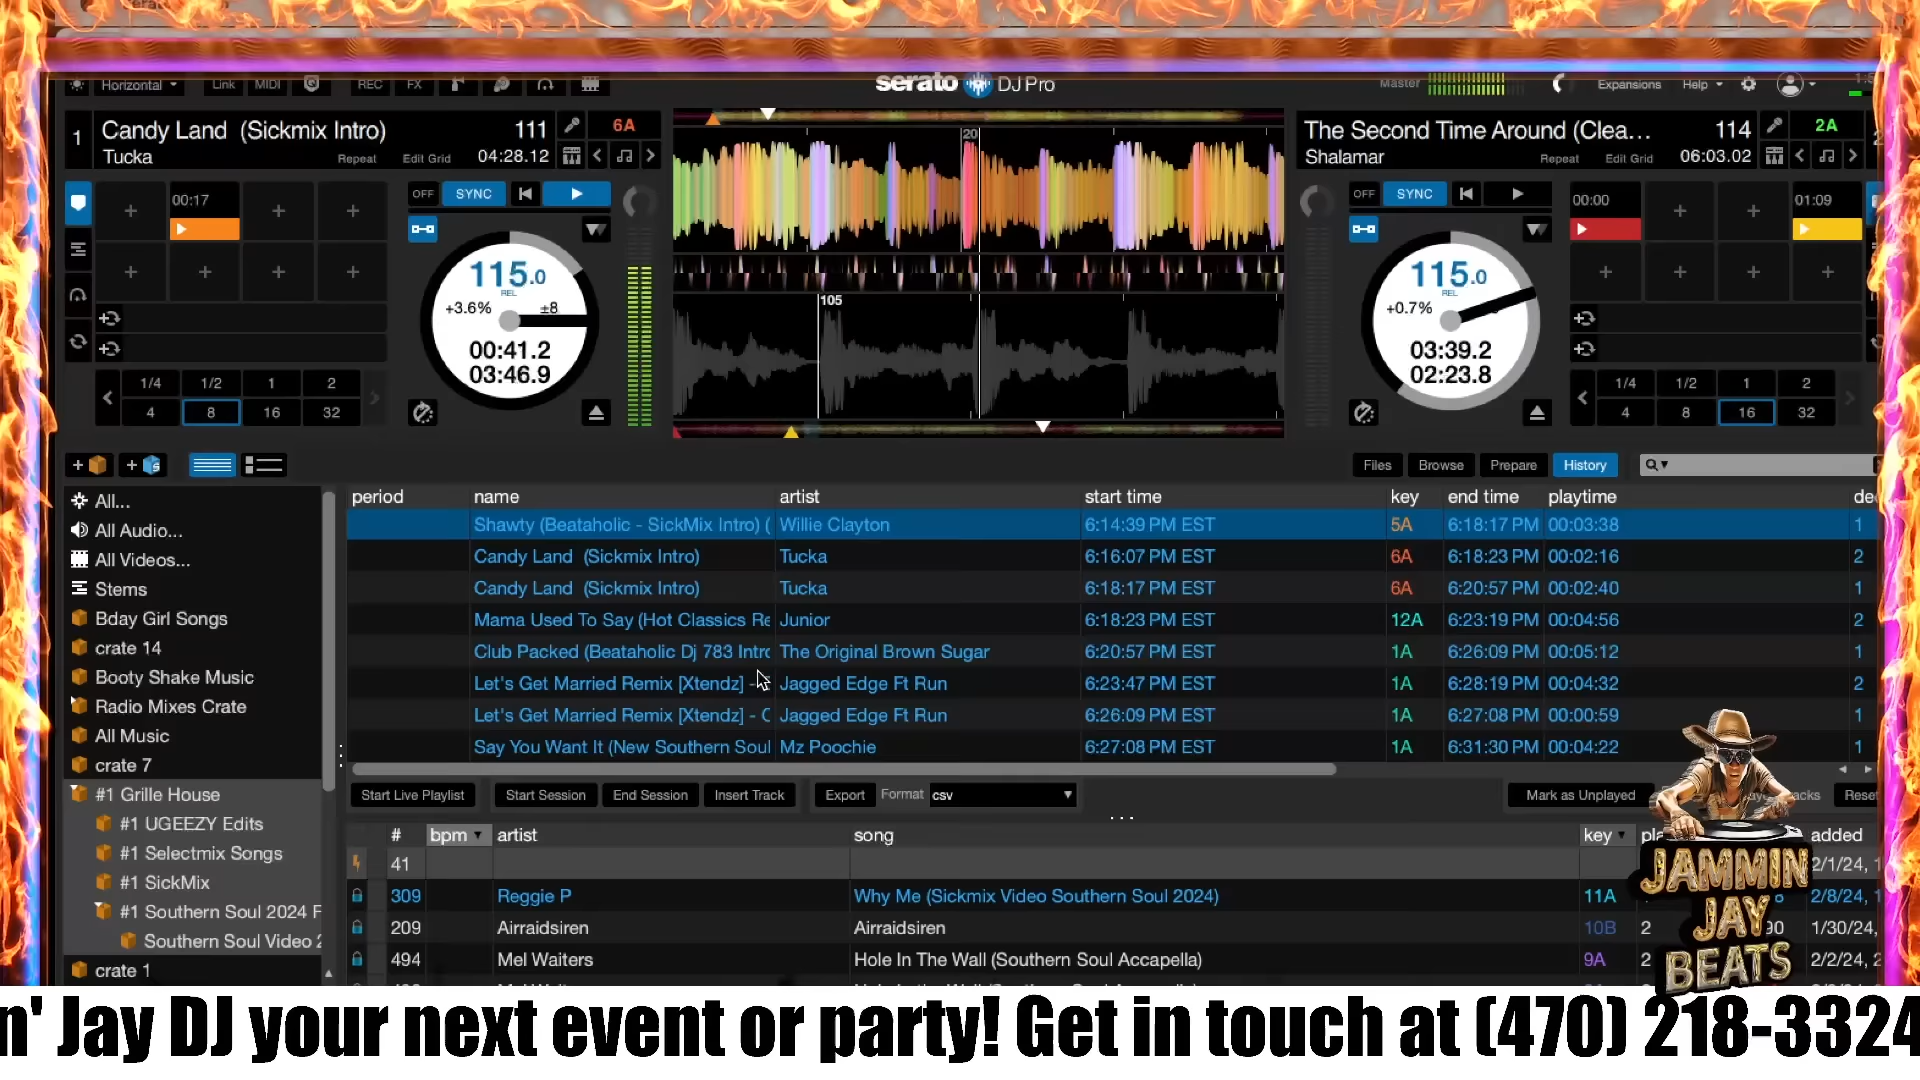 Horizontal Link MIDI REC FX serato DJ Pro Master Expansions Help
1 Candy Land (Sickmix Intro) 111 6A
Tucka Repeat Edit Grid 04:28.12
The Second Time Around (Clea... 114 2A
Shalamar Repeat Edit Grid 06:03.02
00:17
OFF SYNC
115.0
REL
+3.6% ±8
00:41.2
03:46.9
1/4 1/2 1 2
4 8 16 32
20
105
OFF SYNC
115.0
REL
+0.7%
03:39.2
02:23.8
00:00 01:09
1/4 1/2 1 2
4 8 16 32
Files Browse Prepare History
All...
All Audio...
All Videos...
Stems
Bday Girl Songs
crate 14
Booty Shake Music
Radio Mixes Crate
All Music
crate 7
#1 Grille House
#1 UGEEZY Edits
#1 Selectmix Songs
#1 SickMix
#1 Southern Soul 2024 F
Southern Soul Video 2
crate 1
period name artist start time key end time playtime de
Shawty (Beataholic - SickMix Intro) ( Willie Clayton 6:14:39 PM EST 5A 6:18:17 PM 00:03:38 1
Candy Land (Sickmix Intro) Tucka 6:16:07 PM EST 6A 6:18:23 PM 00:02:16 2
Candy Land (Sickmix Intro) Tucka 6:18:17 PM EST 6A 6:20:57 PM 00:02:40 1
Mama Used To Say (Hot Classics Re Junior 6:18:23 PM EST 12A 6:23:19 PM 00:04:56 2
Club Packed (Beataholic Dj 783 Intro The Original Brown Sugar 6:20:57 PM EST 1A 6:26:09 PM 00:05:12 1
Let's Get Married Remix [Xtendz] - Jagged Edge Ft Run 6:23:47 PM EST 1A 6:28:19 PM 00:04:32 2
Let's Get Married Remix [Xtendz] - C Jagged Edge Ft Run 6:26:09 PM EST 1A 6:27:08 PM 00:00:59 1
Say You Want It (New Southern Soul Mz Poochie 6:27:08 PM EST 1A 6:31:30 PM 00:04:22 1
Start Live Playlist Start Session End Session Insert Track Export Format csv Mark as Unplayed Reset
# bpm artist song key added
41 2/1/24,
309 Reggie P Why Me (Sickmix Video Southern Soul 2024) 11A 2/8/24,
209 Airraidsiren Airraidsiren 10B 2 1/30/24,
494 Mel Waiters Hole In The Wall (Southern Soul Accapella) 9A 2 2/2/24, 2
JAMMIN
JAY
BEATS
n' Jay DJ your next event or party! Get in touch at (470) 218-3324